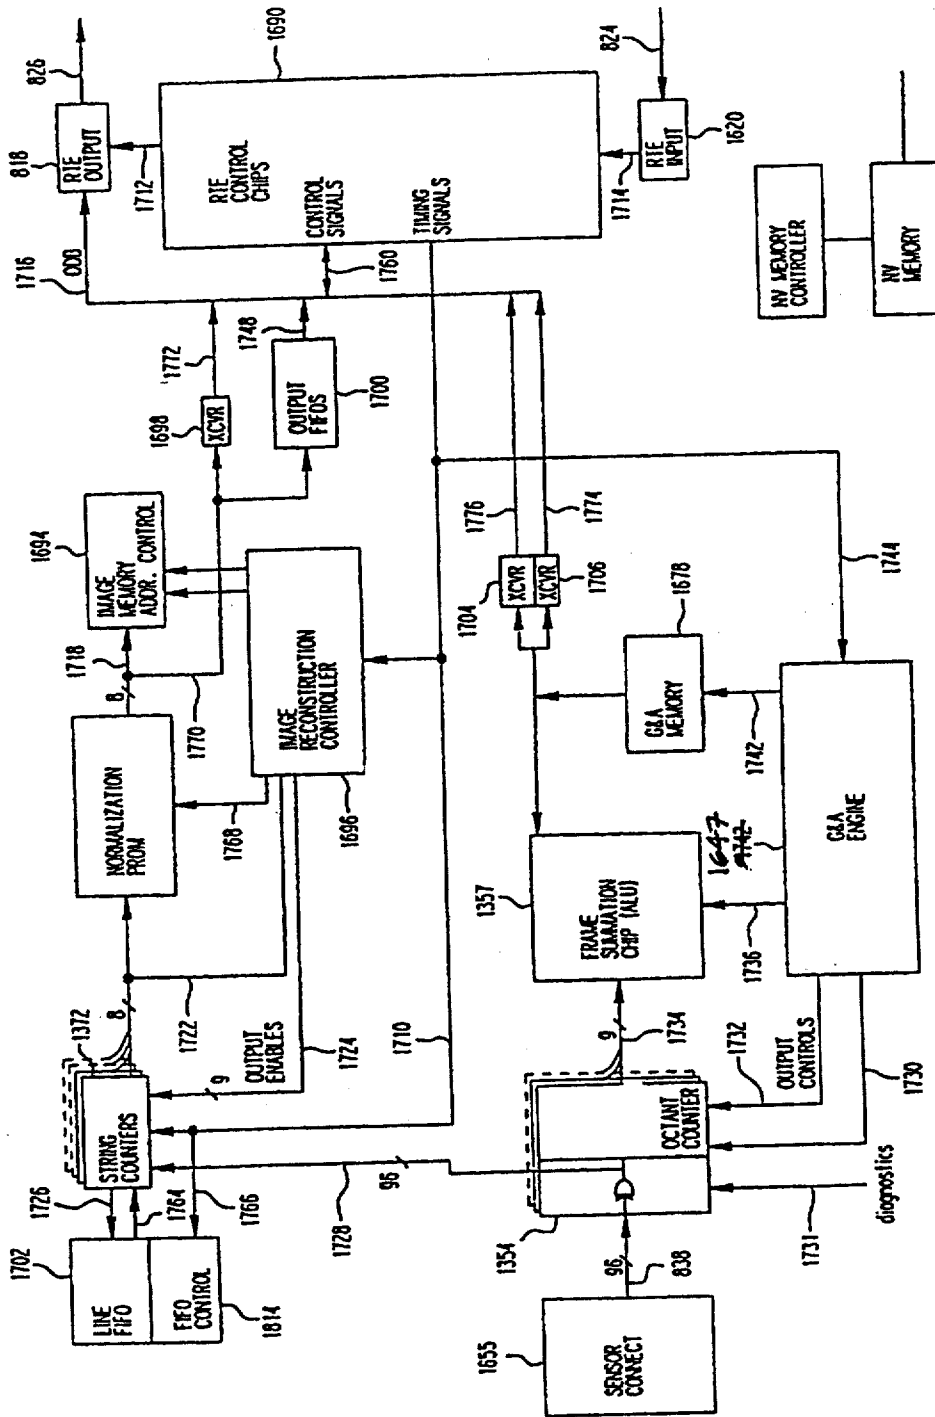 1702
LINE
FIFO
FIFO
CONTROL
1814
1726
1764
1766
STRING
COUNTERS
1372
8
9
OUTPUT
ENABLES
1722
1724
1710
1728
96
NORMALIZATION
PROM
1768
8
1718
1770
IMAGE
MEMORY
ADDR. CONTROL
1694
IMAGE
RECONSTRUCTION
CONTROLLER
1696
1698
XCVR
1772
OUTPUT
FIFOS
1700
1748
1716
RTE
OUTPUT
818
826
1712
RTE
CONTROL
CHIPS
CONTROL
SIGNALS
TIMING
SIGNALS
1690
1760
1714
RTE
INPUT
1620
824
1655
SENSOR
CONNECT
96
838
1354
OCTANT
COUNTER
1731
diagnostics
9
1734
1732
OUTPUT
CONTROLS
1730
1357
FRAME
SUMMATION
CHIP (ALU)
1736
1647
1742
G&A
ENGINE
1742
G&A
MEMORY
1678
1704
XCVR
XCVR
1706
1776
1774
1744
NV MEMORY
CONTROLLER
NV
MEMORY